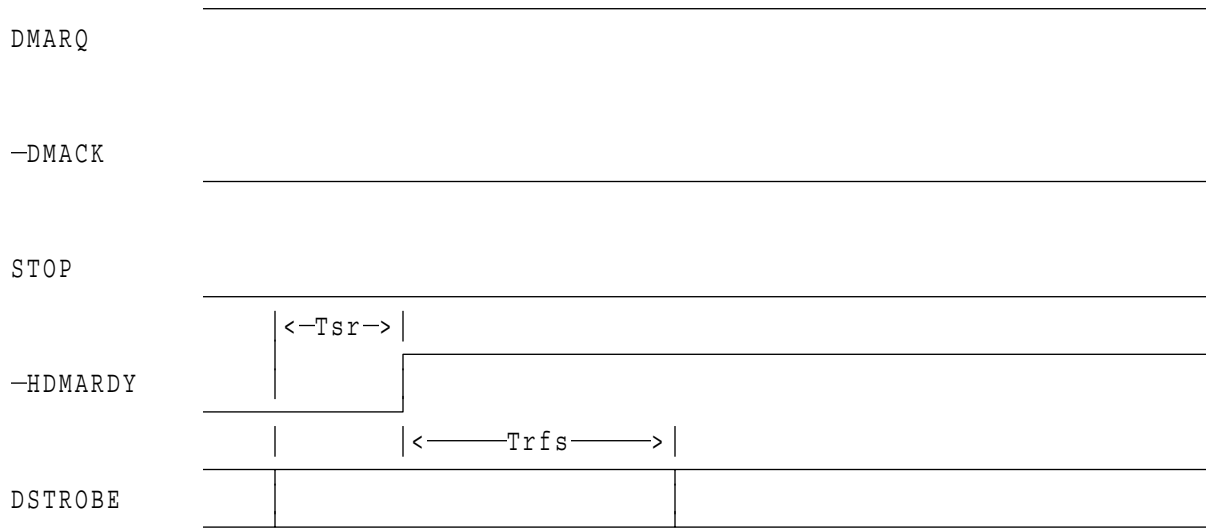 DMARQ
—DMACK
STOP
<—Tsr—>
—HDMARDY
<———Trfs———>
DSTROBE